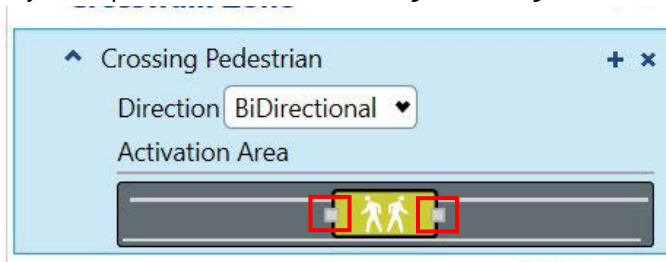 Crossing Pedestrian
Direction BiDirectional
Activation Area